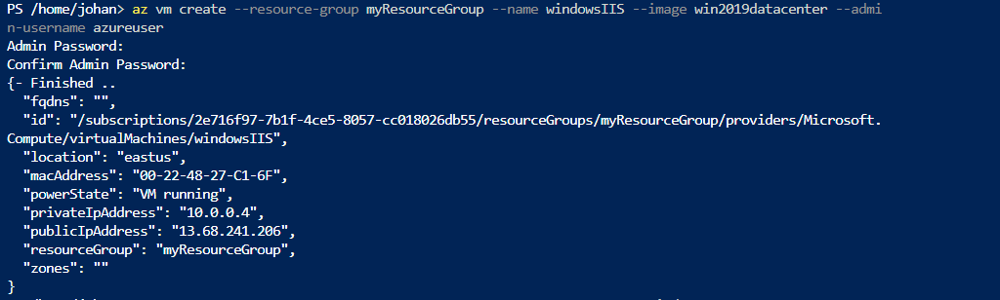 PS /home/johan> az vm create --resource-group myResourceGroup --name windowsIIS --image win2019datacenter --admi
n-username azureuser
Admin Password:
Confirm Admin Password:
{- Finished ..
  "fqdns": "",
  "id": "/subscriptions/2e716f97-7b1f-4ce5-8057-cc018026db55/resourceGroups/myResourceGroup/providers/Microsoft.
Compute/virtualMachines/windowsIIS",
  "location": "eastus",
  "macAddress": "00-22-48-27-C1-6F",
  "powerState": "VM running",
  "privateIpAddress": "10.0.0.4",
  "publicIpAddress": "13.68.241.206",
  "resourceGroup": "myResourceGroup",
  "zones": ""
}